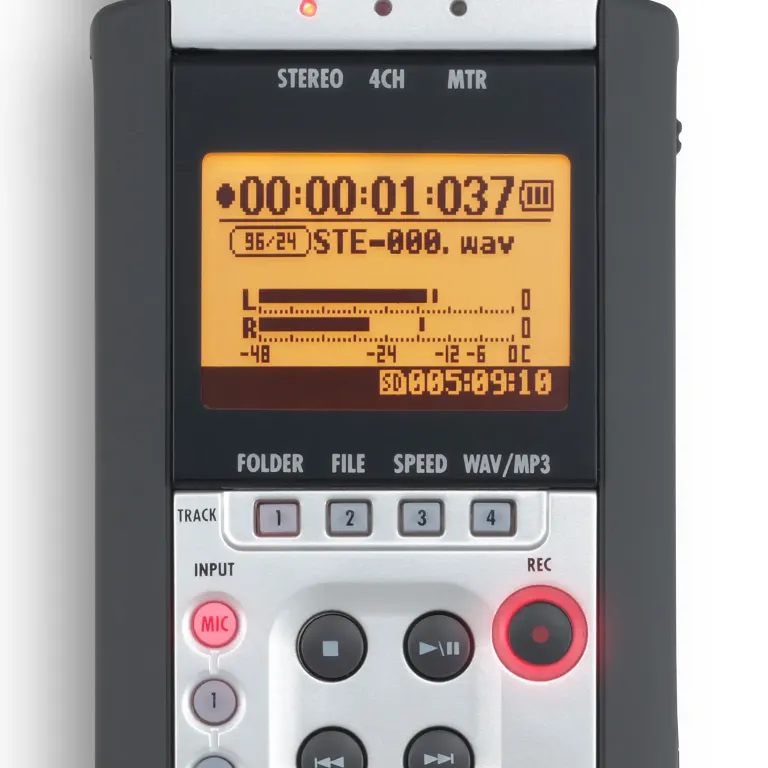 STEREO 4CH MTR
00:00:01:037
96/24 STE-000.wav
L 0
R 0
-48 -24 -12 -6 0C
SD 005:09:10
FOLDER FILE SPEED WAV/MP3
TRACK 1 2 3 4
INPUT REC
MIC
1